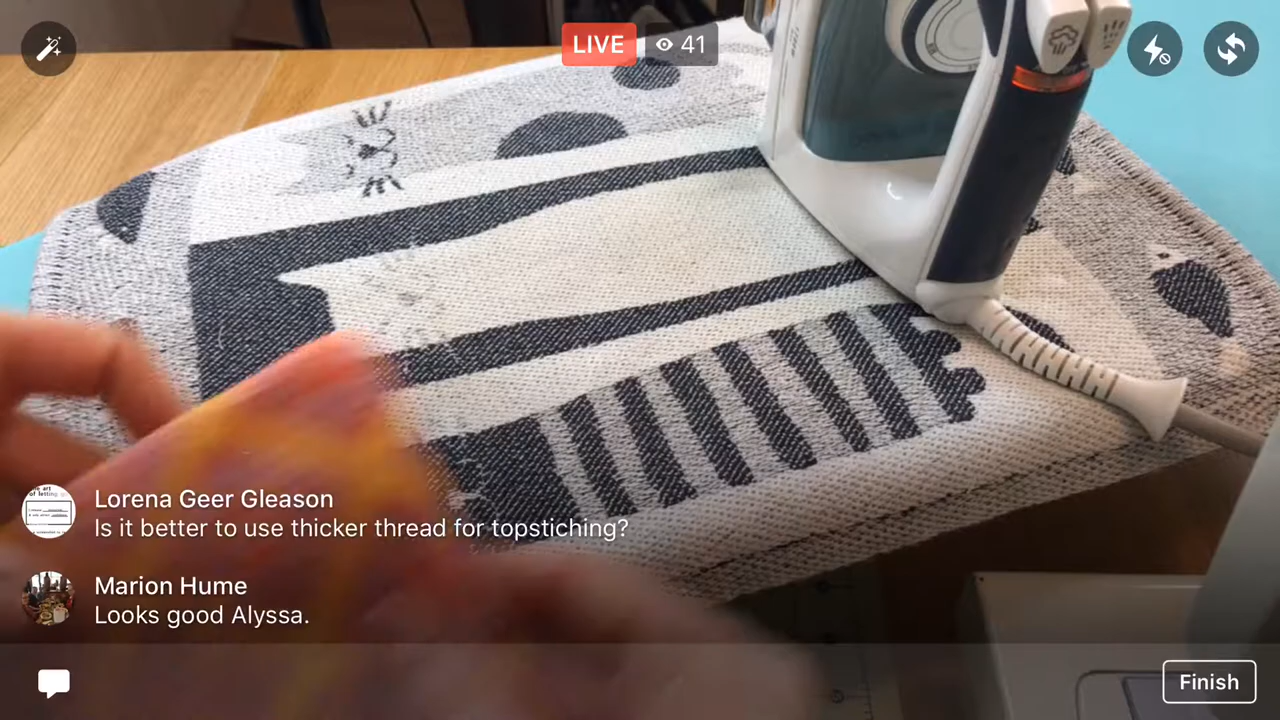 LIVE 41
Lorena Geer Gleason
Is it better to use thicker thread for topstiching?
Marion Hume
Looks good Alyssa.
Finish